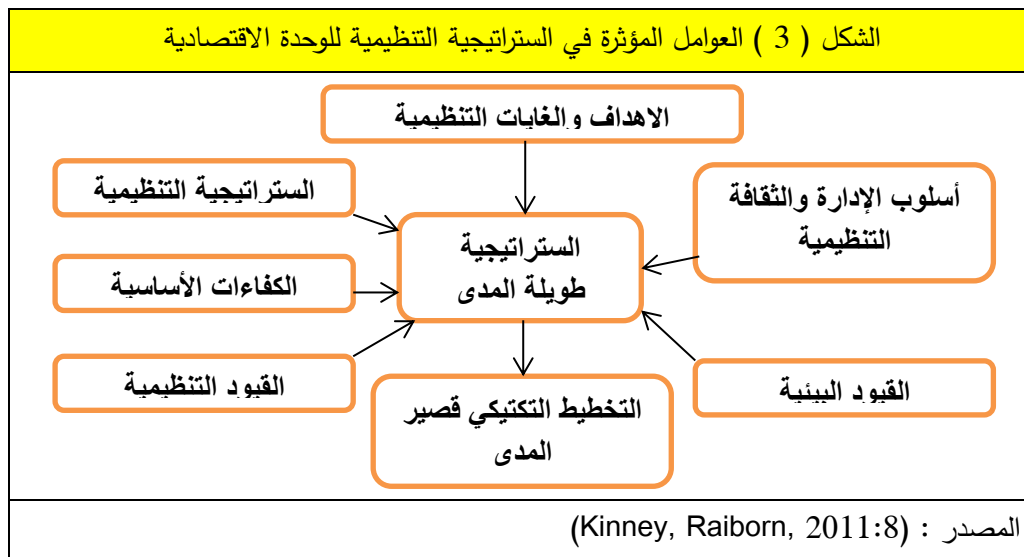 الشكل ( 3 ) العوامل المؤثرة في الستراتيجية التنظيمية للوحدة الاقتصادية
الاهداف والغايات التنظيمية
الستراتيجية التنظيمية
أسلوب الإدارة والثقافة
التنظيمية
الستراتيجية
طويلة المدى
الكفاءات الأساسية
القيود التنظيمية
القيود البيئية
التخطيط التكتيكي قصير
المدى
المصدر : (Kinney, Raiborn, 2011:8)